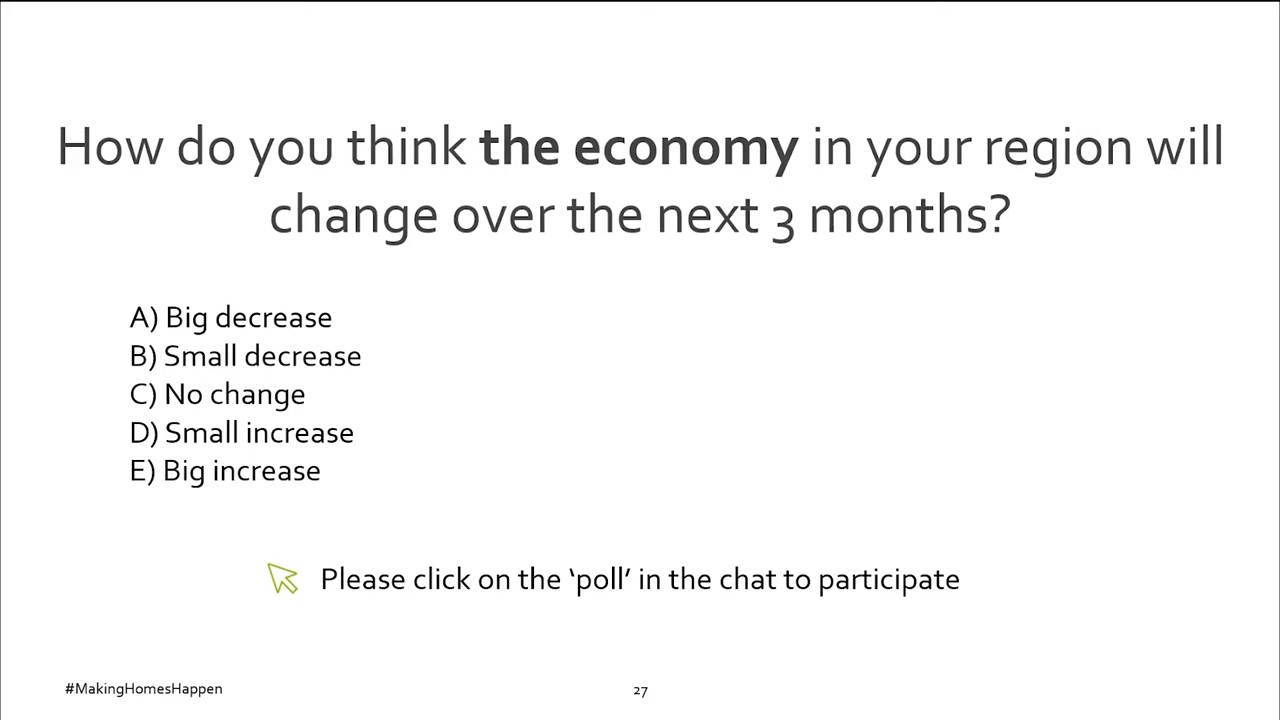 How do you think the economy in your region will
change over the next 3 months?
A) Big decrease
B) Small decrease
C) No change
D) Small increase
E) Big increase
Please click on the ‘poll’ in the chat to participate
#MakingHomesHappen
27